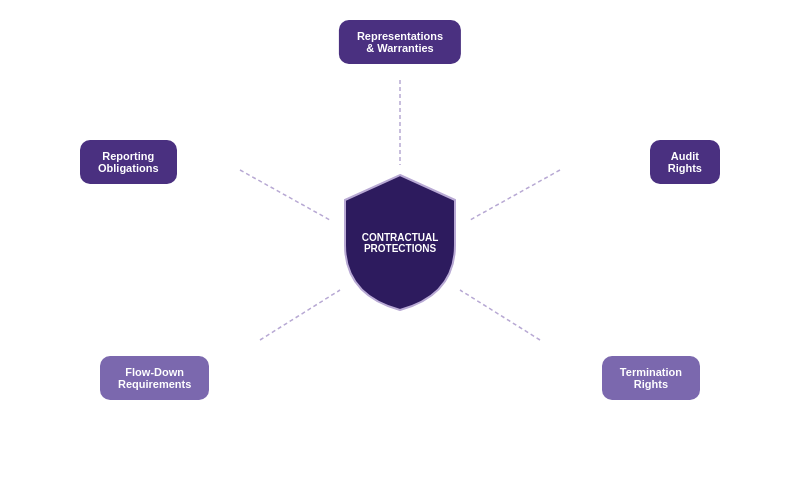 Representations
& Warranties
Reporting
Obligations
Audit
Rights
CONTRACTUAL
PROTECTIONS
Flow-Down
Requirements
Termination
Rights